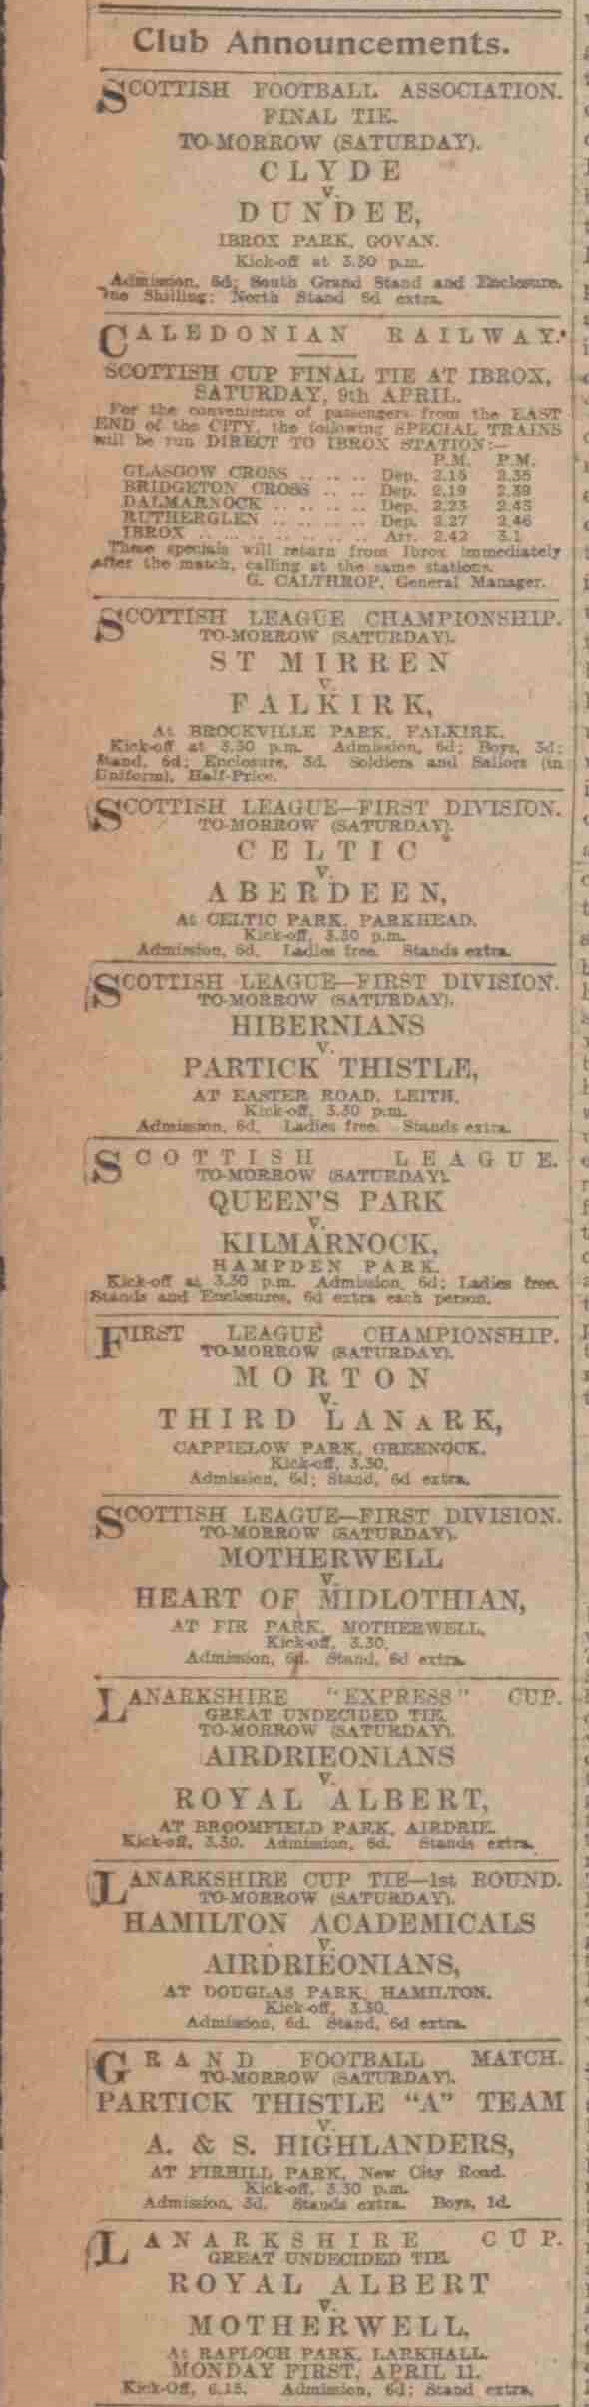 Club Announcements.
SCOTTISH FOOTBALL ASSOCIATION.
FINAL TIE.
TO-MORROW (SATURDAY).
CLYDE
v.
DUNDEE,
IBROX PARK, GOVAN.
Kick-off at 3.30 p.m.
Admission, 6d; South Grand Stand and Enclosure,
One Shilling; North Stand 6d extra.
CALEDONIAN RAILWAY.
SCOTTISH CUP FINAL TIE AT IBROX,
SATURDAY, 9th APRIL.
For the convenience of passengers from the EAST
END of the CITY, the following SPECIAL TRAINS
will be run DIRECT TO IBROX STATION:—
P.M. P.M.
GLASGOW CROSS .. .. .. Dep. 2.15 2.35
BRIDGETON CROSS .. .. Dep. 2.19 2.39
DALMARNOCK .. .. .. .. Dep. 2.23 2.43
RUTHERGLEN .. .. .. .. Dep. 2.27 2.46
IBROX .. .. .. .. .. .. Arr. 2.42 3.1
These specials will return from Ibrox immediately
after the match, calling at the same stations.
G. CALTHROP, General Manager.
SCOTTISH LEAGUE CHAMPIONSHIP.
TO-MORROW (SATURDAY).
ST MIRREN
v.
FALKIRK,
At BROCKVILLE PARK, FALKIRK.
Kick-off at 3.30 p.m. Admission, 6d; Boys, 3d;
Stand, 6d; Enclosure, 3d. Soldiers and Sailors (in
Uniform), Half-Price.
SCOTTISH LEAGUE—FIRST DIVISION.
TO-MORROW (SATURDAY).
CELTIC
v.
ABERDEEN,
At CELTIC PARK, PARKHEAD.
Kick-off, 3.30 p.m.
Admission, 6d. Ladies free. Stands extra.
SCOTTISH LEAGUE—FIRST DIVISION.
TO-MORROW (SATURDAY).
HIBERNIANS
v.
PARTICK THISTLE,
AT EASTER ROAD, LEITH.
Kick-off, 3.30 p.m.
Admission, 6d. Ladies free. Stands extra.
SCOTTISH LEAGUE.
TO-MORROW (SATURDAY).
QUEEN'S PARK
v.
KILMARNOCK,
HAMPDEN PARK.
Kick-off at 3.30 p.m. Admission, 6d; Ladies free.
Stands and Enclosures, 6d extra each person.
FIRST LEAGUE CHAMPIONSHIP.
TO-MORROW (SATURDAY).
MORTON
v.
THIRD LANARK,
CAPPIELOW PARK, GREENOCK.
Kick-off, 3.30.
Admission, 6d; Stand, 6d extra.
SCOTTISH LEAGUE—FIRST DIVISION.
TO-MORROW (SATURDAY).
MOTHERWELL
v.
HEART OF MIDLOTHIAN,
AT FIR PARK, MOTHERWELL.
Kick-off, 3.30.
Admission, 6d. Stand, 6d extra.
LANARKSHIRE "EXPRESS" CUP.
GREAT UNDECIDED TIE.
TO-MORROW (SATURDAY).
AIRDRIEONIANS
v.
ROYAL ALBERT,
AT BROOMFIELD PARK, AIRDRIE.
Kick-off, 3.30. Admission, 6d. Stands extra.
LANARKSHIRE CUP TIE—1st ROUND.
TO-MORROW (SATURDAY).
HAMILTON ACADEMICALS
v.
AIRDRIEONIANS,
AT DOUGLAS PARK, HAMILTON.
Kick-off, 3.30.
Admission, 6d. Stand, 6d extra.
GRAND FOOTBALL MATCH.
TO-MORROW (SATURDAY).
PARTICK THISTLE "A" TEAM
v.
A. & S. HIGHLANDERS,
AT FIRHILL PARK, New City Road.
Kick-off, 3.30 p.m.
Admission, 3d. Stands extra. Boys, 1d.
LANARKSHIRE CUP.
GREAT UNDECIDED TIE.
ROYAL ALBERT
v.
MOTHERWELL,
At RAPLOCH PARK, LARKHALL.
MONDAY FIRST, APRIL 11.
Kick-Off, 6.15. Admission, 6d; Stand extra.